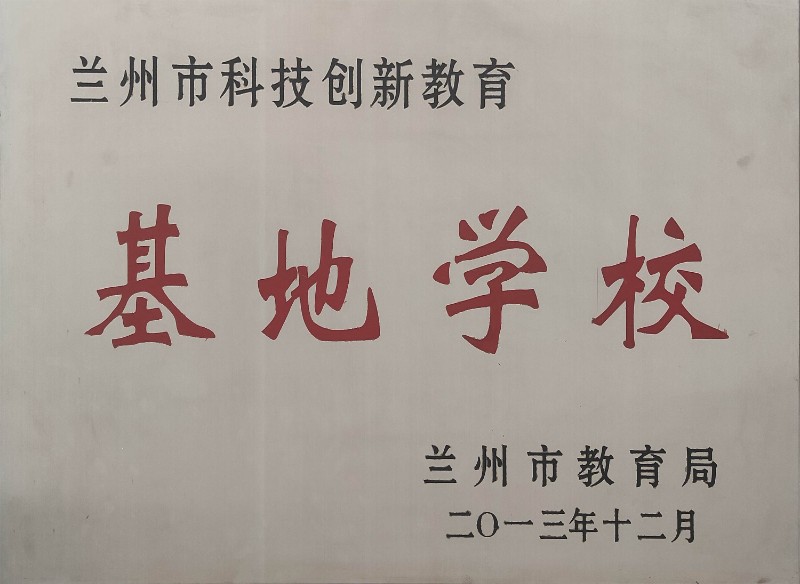 兰州市科技创新教育
基地学校
兰州市教育局
二〇一三年十二月